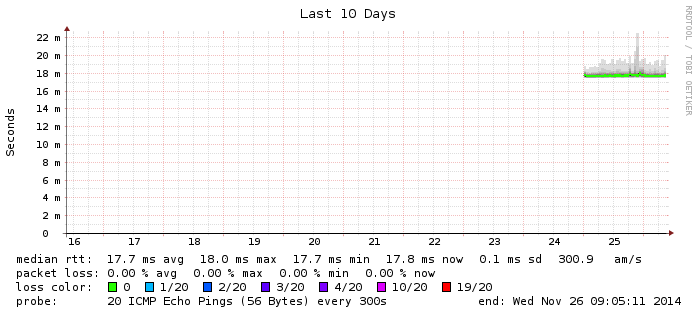 Last 10 Days
RRDTOOL / TOBI OETIKER
Seconds
22 m
20 m
18 m
16 m
14 m
12 m
10 m
8 m
6 m
4 m
2 m
0
16 17 18 19 20 21 22 23 24 25
median rtt: 17.7 ms avg 18.0 ms max 17.7 ms min 17.8 ms now 0.1 ms sd 300.9 am/s
packet loss: 0.00 % avg 0.00 % max 0.00 % min 0.00 % now
loss color: 0 1/20 2/20 3/20 4/20 10/20 19/20
probe: 20 ICMP Echo Pings (56 Bytes) every 300s end: Wed Nov 26 09:05:11 2014